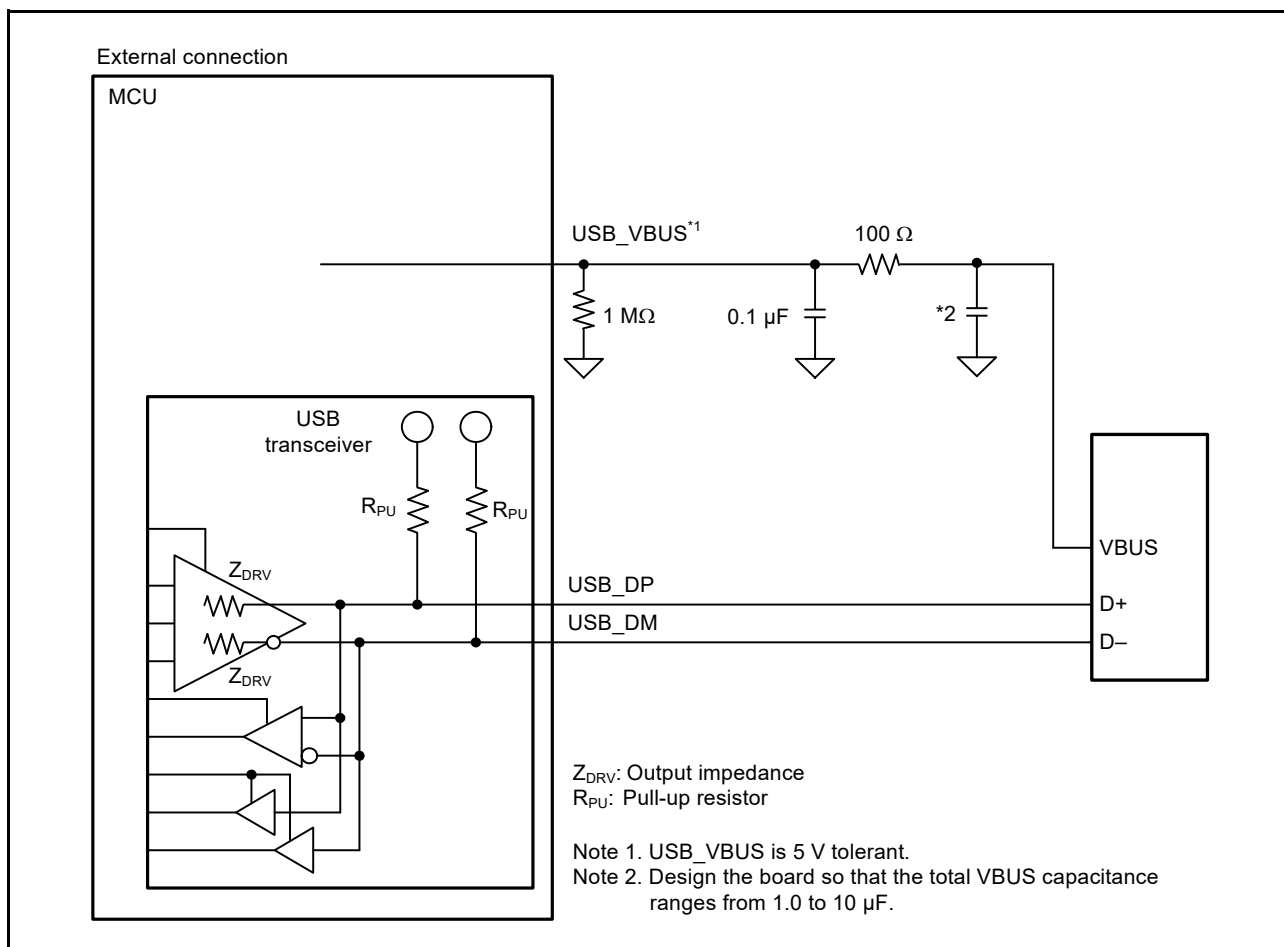 External connection
MCU
USB_VBUS*1
100 Ω
1 MΩ
0.1 µF
*2
USB
transceiver
RPU
RPU
VBUS
ZDRV
USB_DP
D+
USB_DM
D–
ZDRV
ZDRV: Output impedance
RPU: Pull-up resistor
Note 1. USB_VBUS is 5 V tolerant.
Note 2. Design the board so that the total VBUS capacitance
ranges from 1.0 to 10 µF.